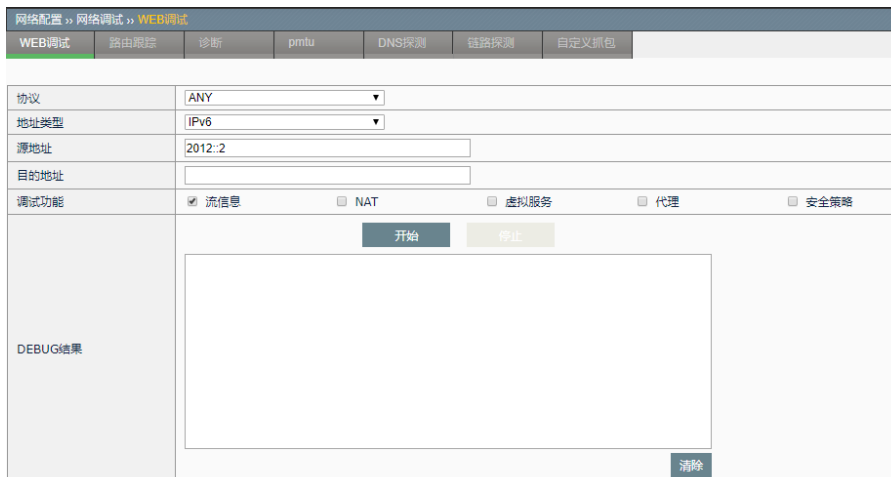 网络配置 ›› 网络调试 ›› WEB调试
WEB调试 路由跟踪 诊断 pmtu DNS探测 链路探测 自定义抓包
协议 ANY
地址类型 IPv6
源地址 2012::2
目的地址
调试功能 流信息 NAT 虚拟服务 代理 安全策略
开始 停止
DEBUG结果
清除